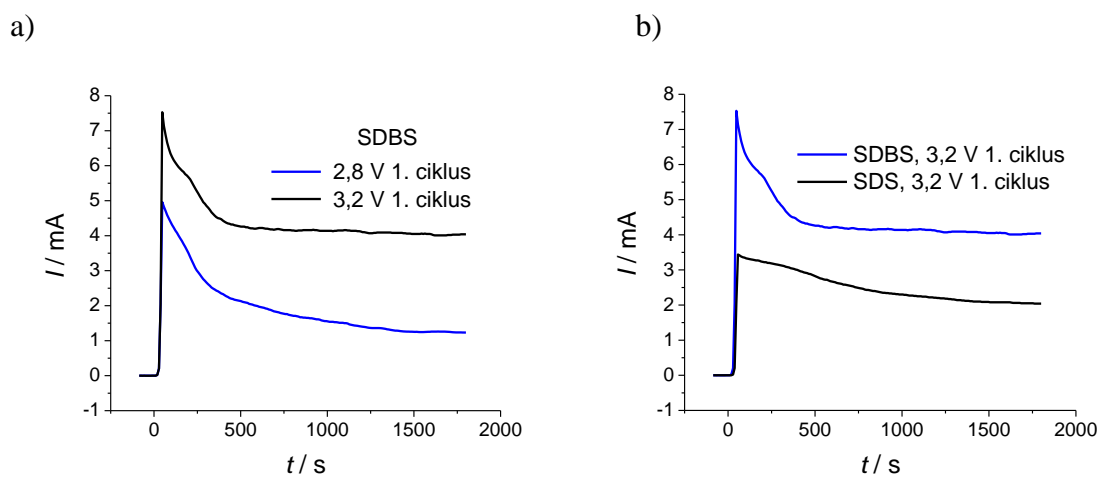 a)
8
7
6
5
4
3
2
1
0
-1
I / mA
SDBS
2,8 V 1. ciklus
3,2 V 1. ciklus
0 500 1000 1500 2000
t / s
b)
8
7
6
5
4
3
2
1
0
-1
I / mA
SDBS, 3,2 V 1. ciklus
SDS, 3,2 V 1. ciklus
0 500 1000 1500 2000
t / s